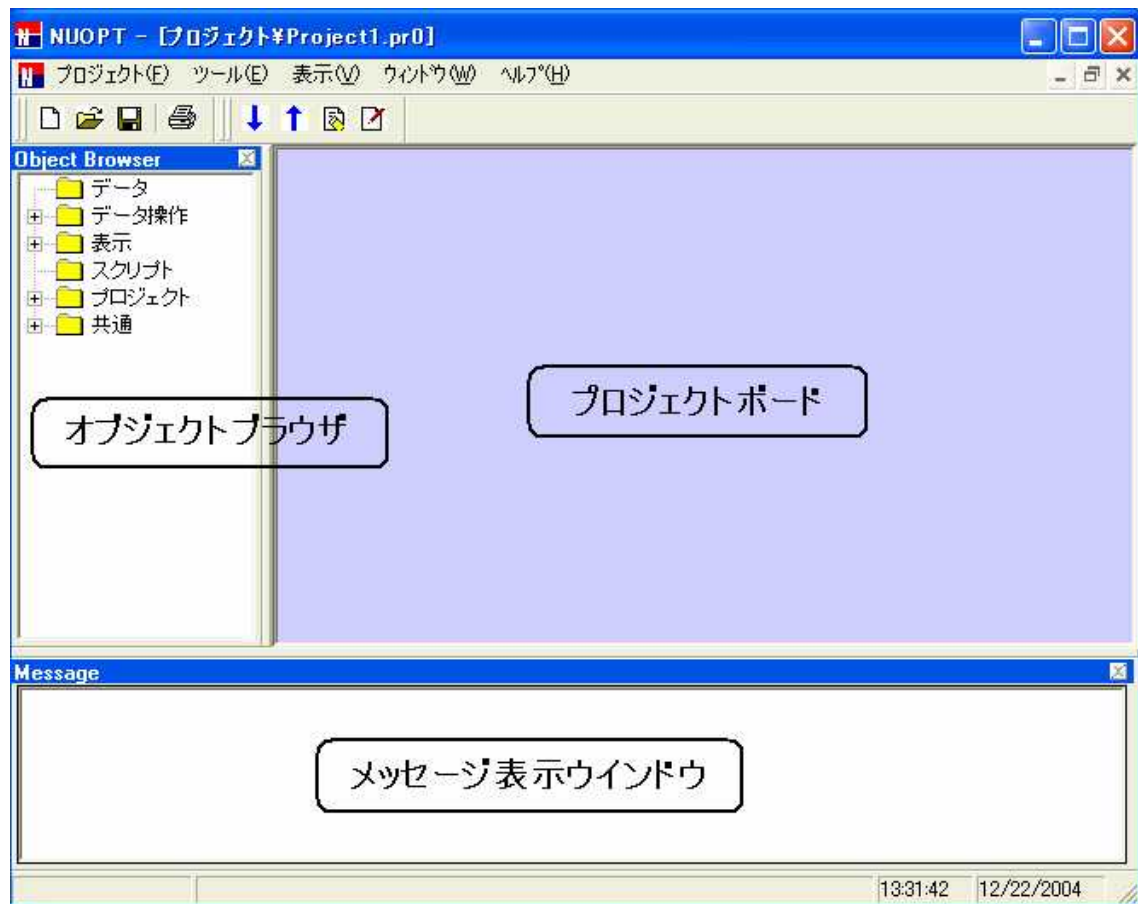 NUOPT - [プロジェクト¥Project1.pr0]
プロジェクト(F) ツール(E) 表示(V) ウィンドウ(W) ヘルプ(H)
Object Browser
データ
データ操作
表示
スクリプト
プロジェクト
共通
オブジェクトブラウザ
プロジェクトボード
Message
メッセージ表示ウインドウ
13:31:42 12/22/2004